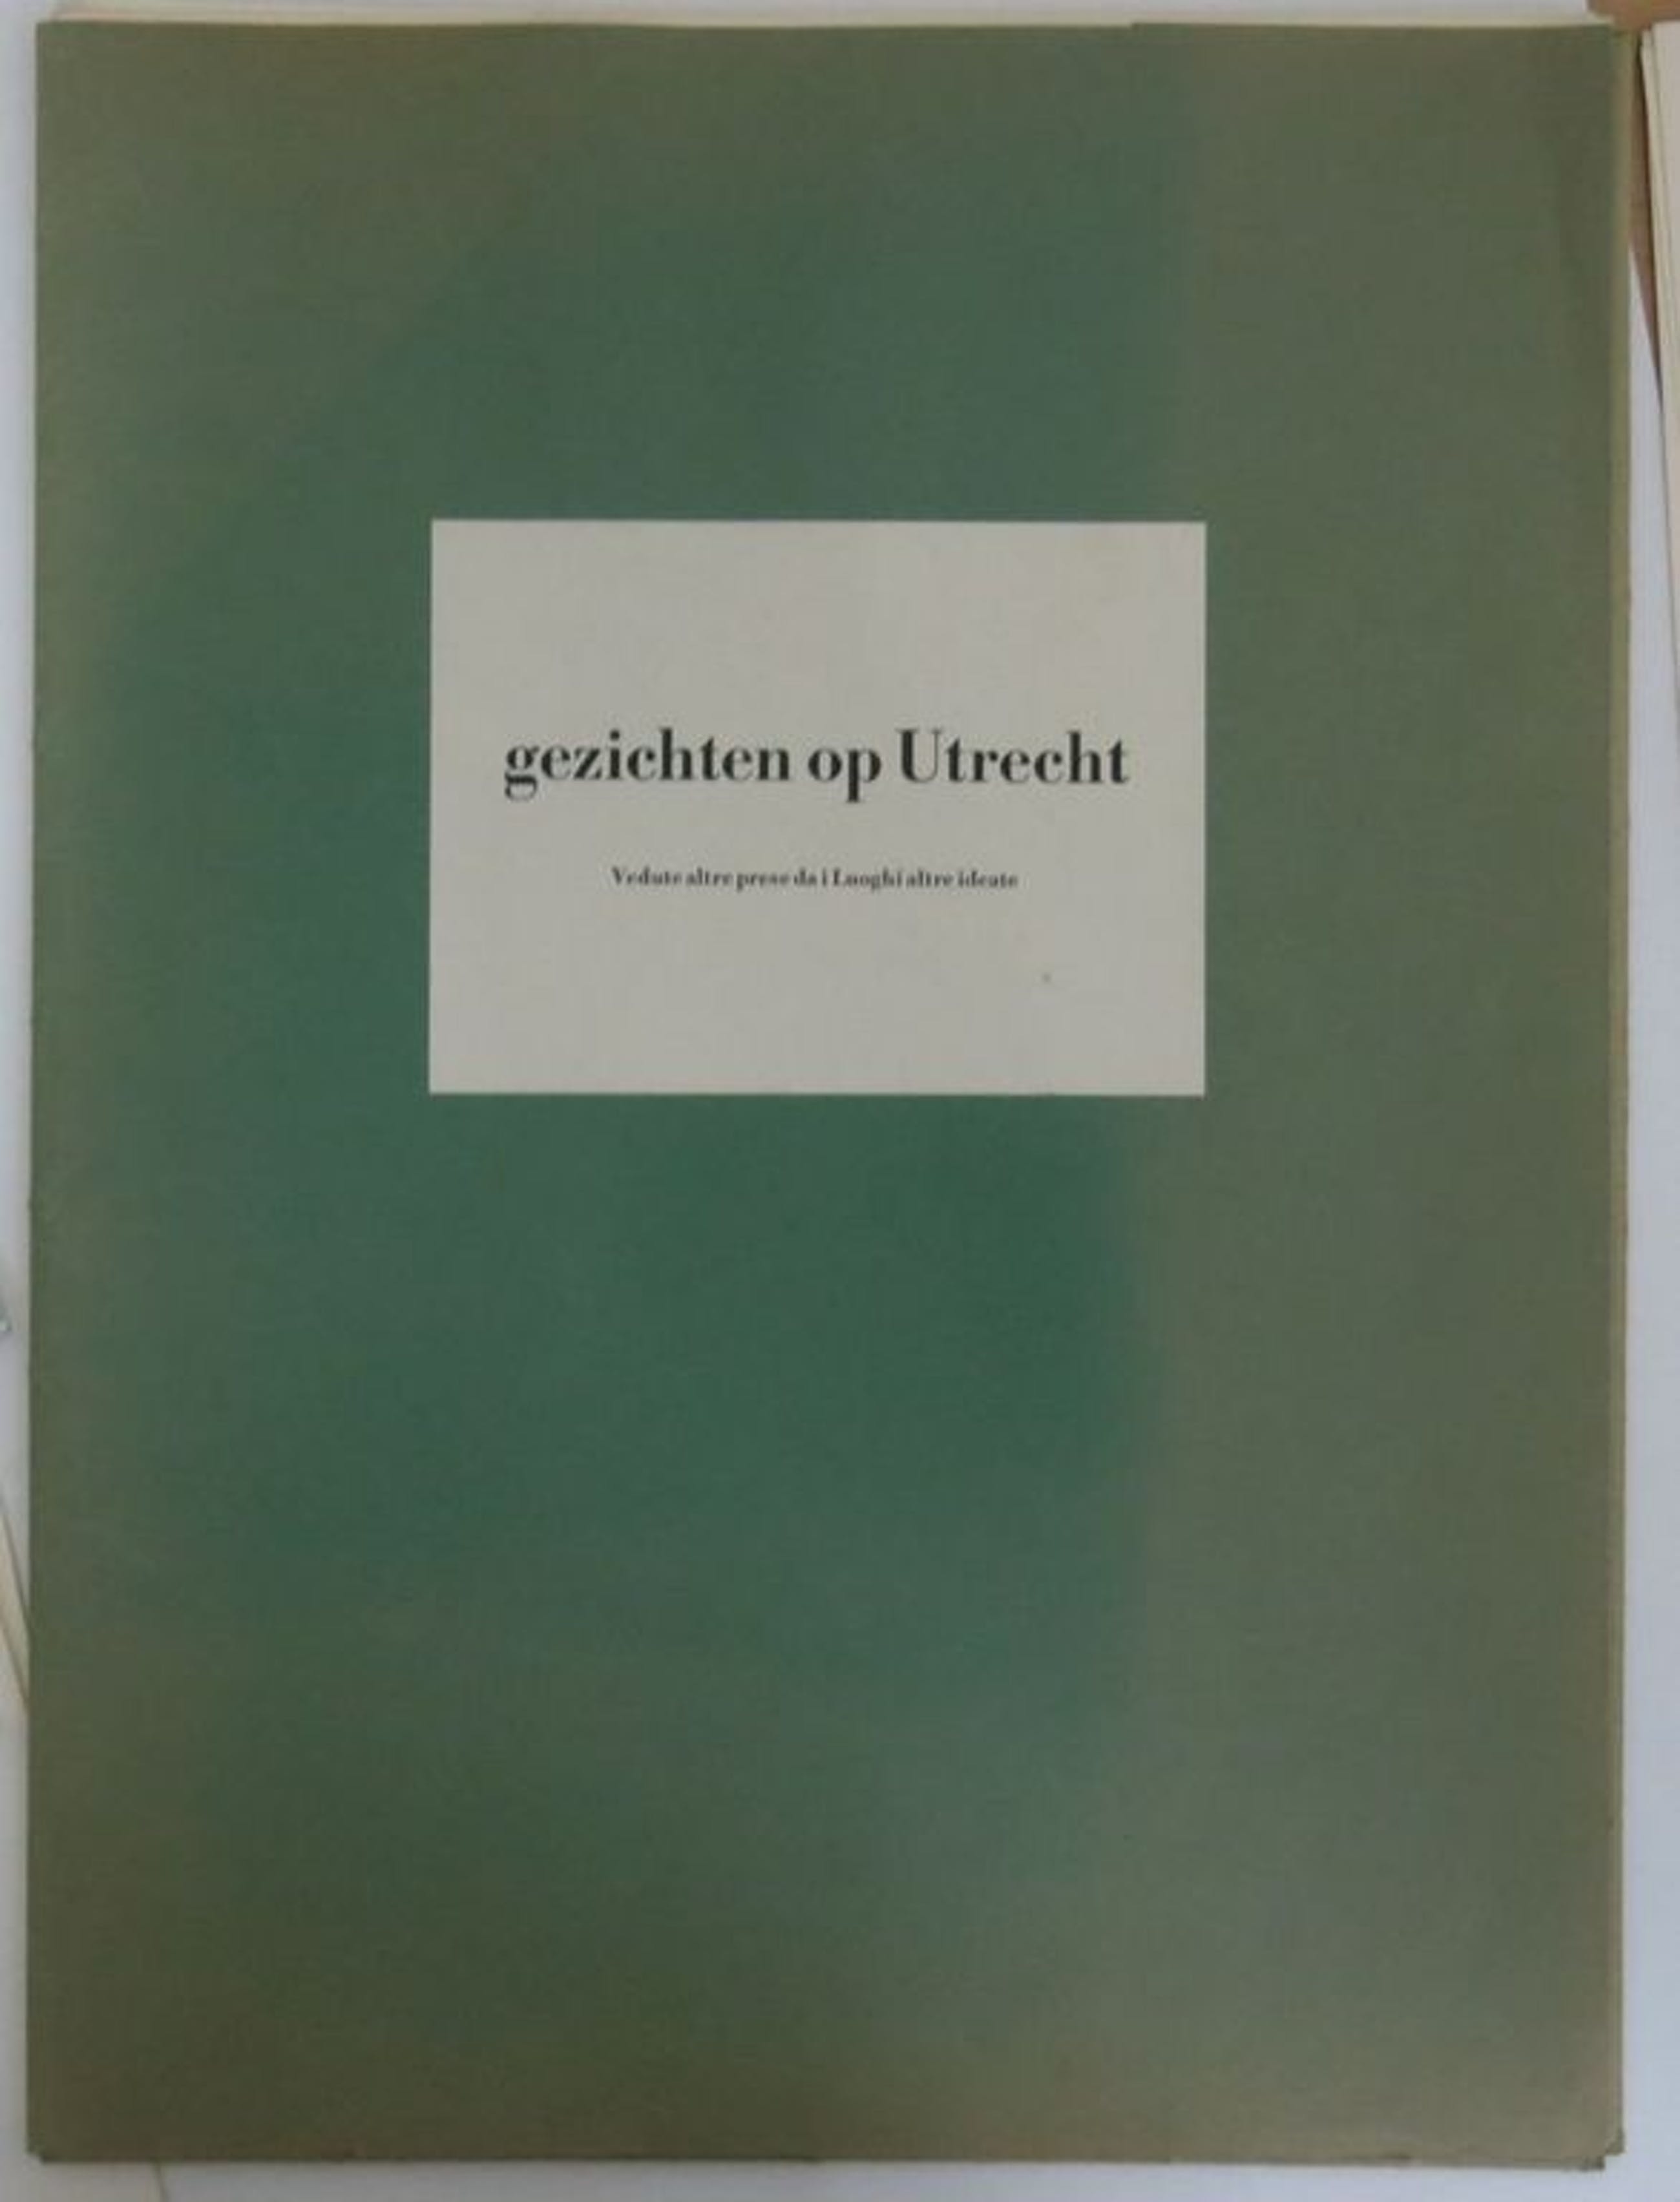 gezichten op Utrecht
Vedute altre prese da i Luoghi altre ideate